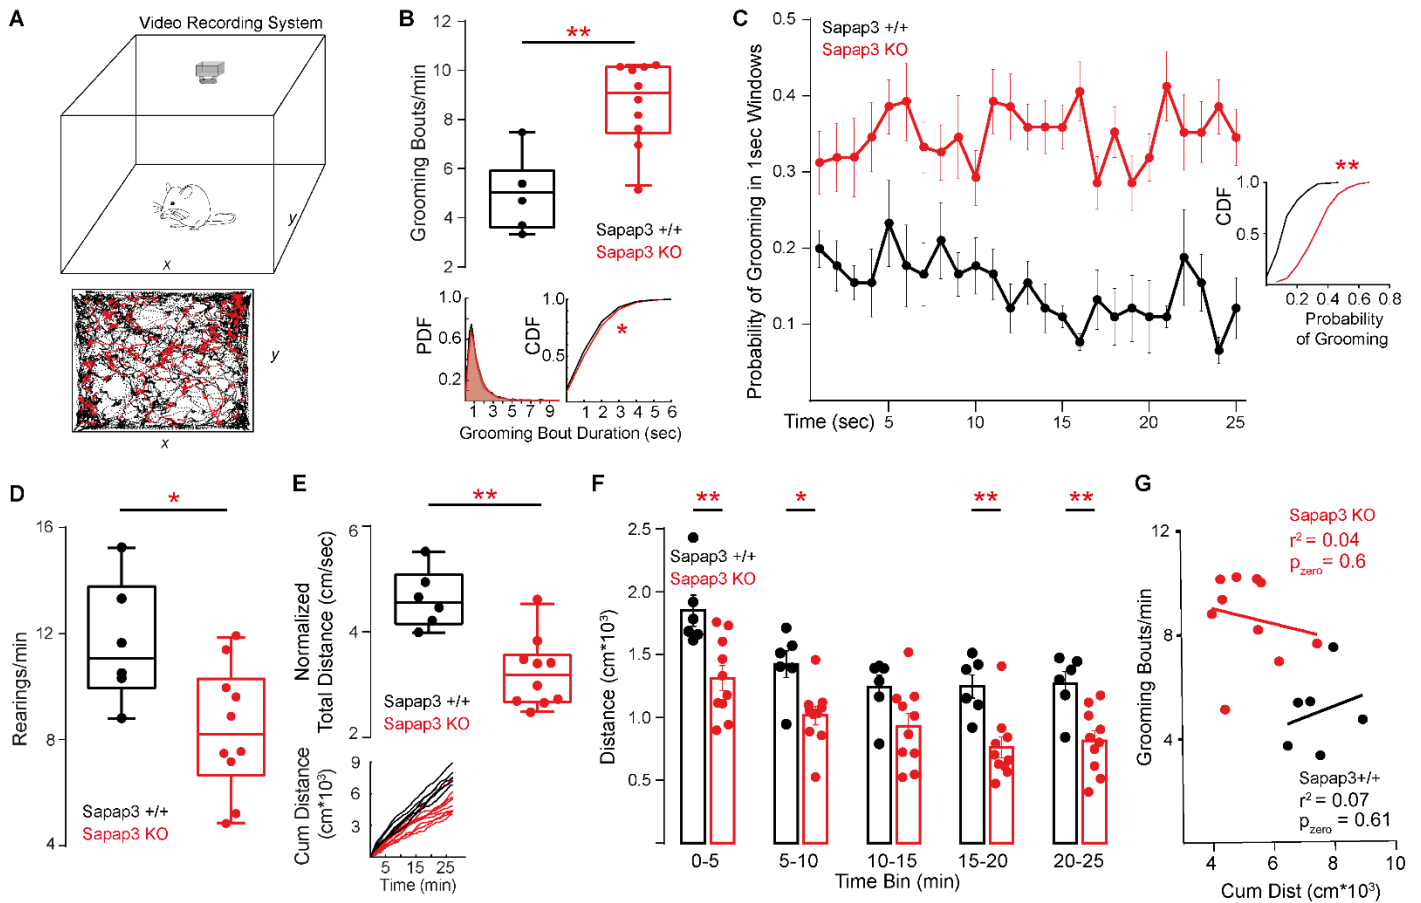 A
Video Recording System
y
x
y
x
B
12
10
8
6
4
2
Grooming Bouts/min
**
Sapap3 +/+
Sapap3 KO
1.0
0.6
0.2
PDF
1 3 5 7 9
1.0
0.5
CDF
*
1 2 3 4 5 6
Grooming Bout Duration (sec)
C
0.5
0.4
0.3
0.2
0.1
Probability of Grooming in 1sec Windows
Sapap3 +/+
Sapap3 KO
Time (sec) 5 10 15 20 25
**
1.0
0.5
CDF
0.2 0.4 0.6 0.8
Probability
of Grooming
D
16
12
8
4
Rearings/min
*
Sapap3 +/+
Sapap3 KO
E
6
4
2
Normalized
Total Distance (cm/sec)
**
Sapap3 +/+
Sapap3 KO
9
6
3
Cum Distance
(cm*10³)
5 15 25
Time (min)
F
2.5
2.0
1.5
1.0
0.5
Distance (cm*10³)
Sapap3 +/+
Sapap3 KO
** * ** **
0-5 5-10 10-15 15-20 20-25
Time Bin (min)
G
12
8
4
Grooming Bouts/min
Sapap3 KO
r² = 0.04
p_zero = 0.6
Sapap3+/+
r² = 0.07
p_zero = 0.61
4 6 8 10
Cum Dist (cm*10³)